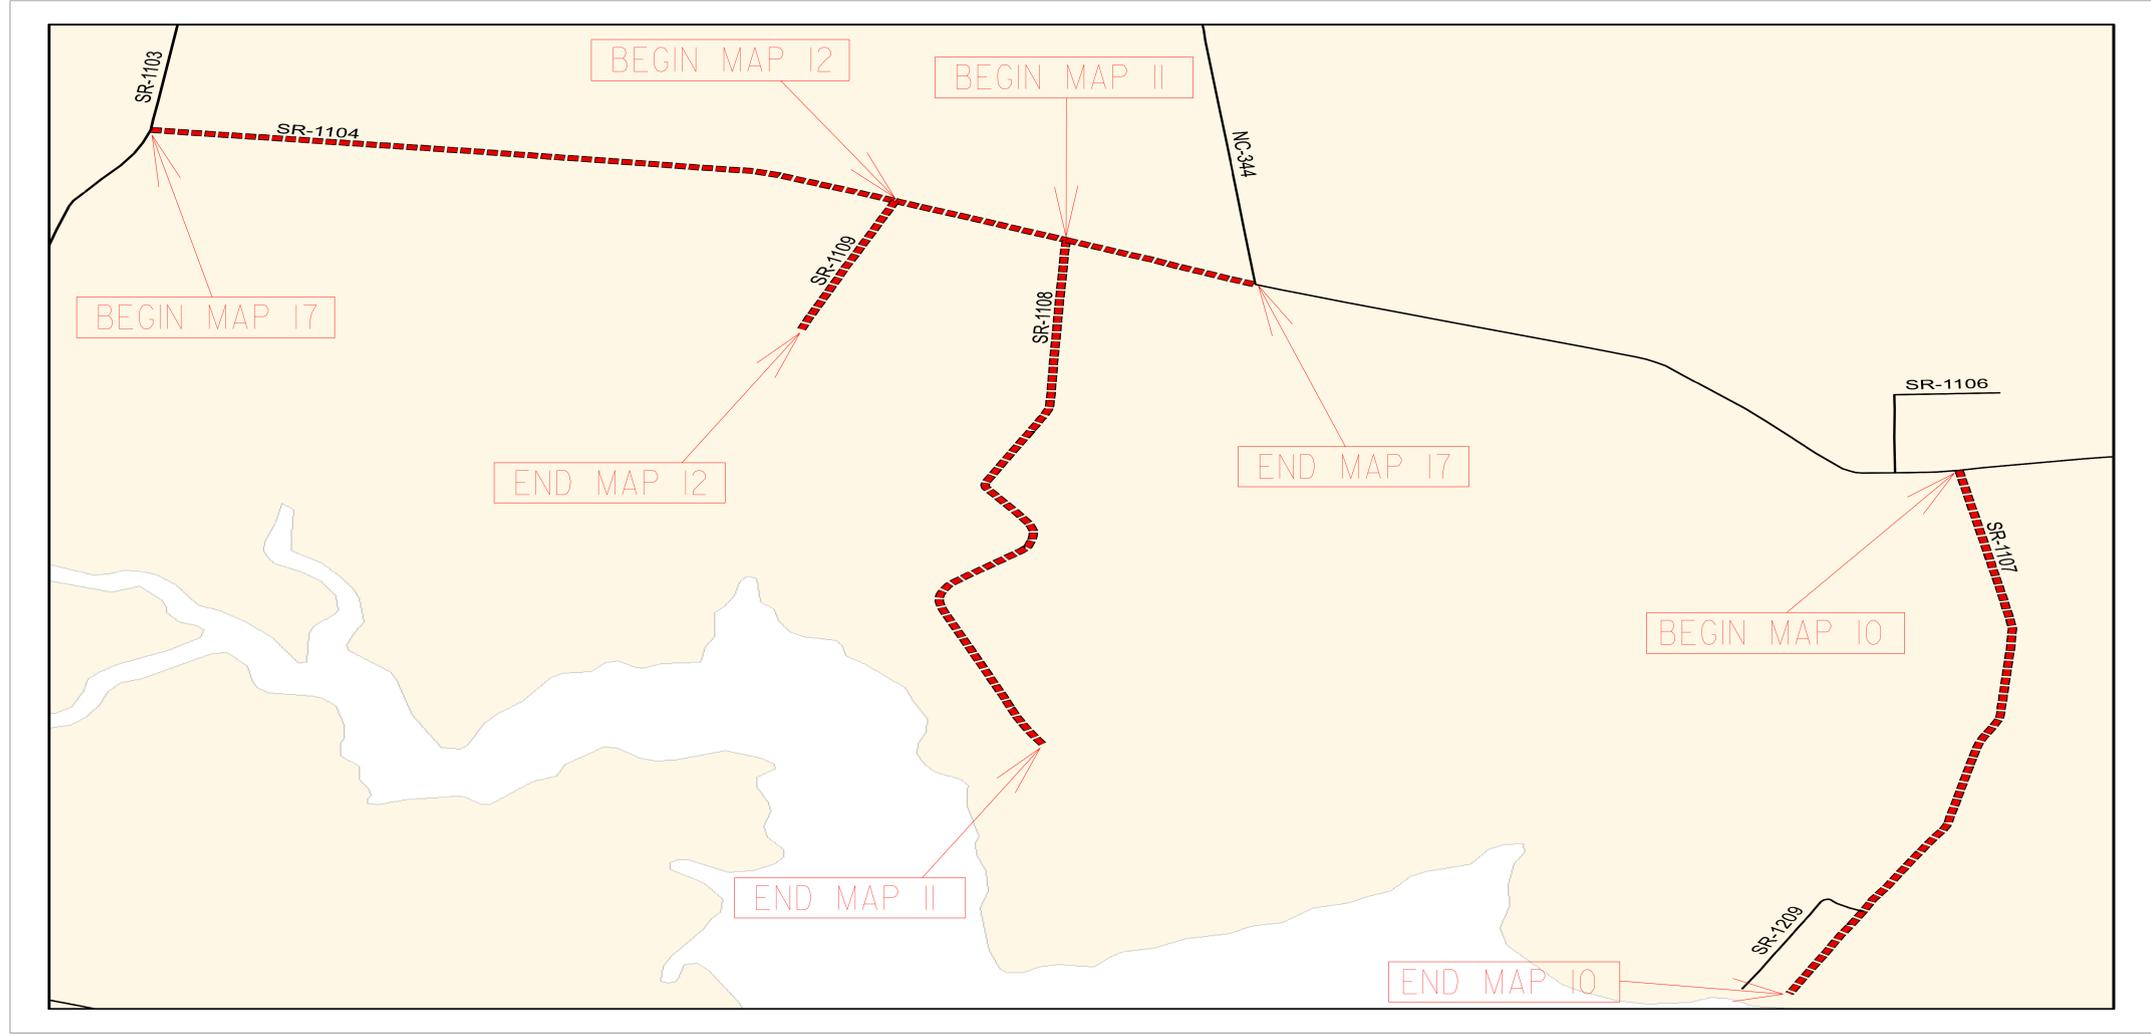 BEGIN MAP 12
BEGIN MAP 11
SR-1103
SR-1104
NC-344
SR-1109
SR-1108
BEGIN MAP 17
SR-1106
END MAP 12
END MAP 17
SR-1107
BEGIN MAP 10
END MAP 11
SR-1209
END MAP 10